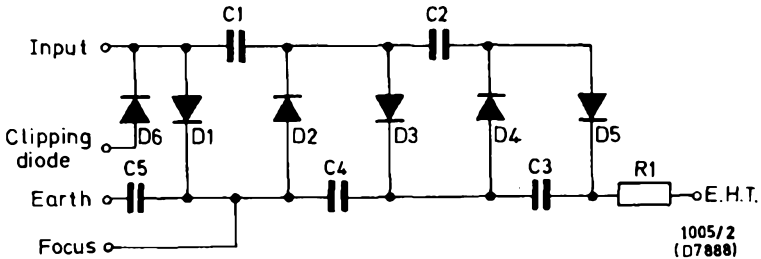 C1
C2
Input
D6
D1
D2
D3
D4
D5
Clipping
diode
C5
C4
C3
R1
Earth
E.H.T.
Focus
1005/2
(D7888)